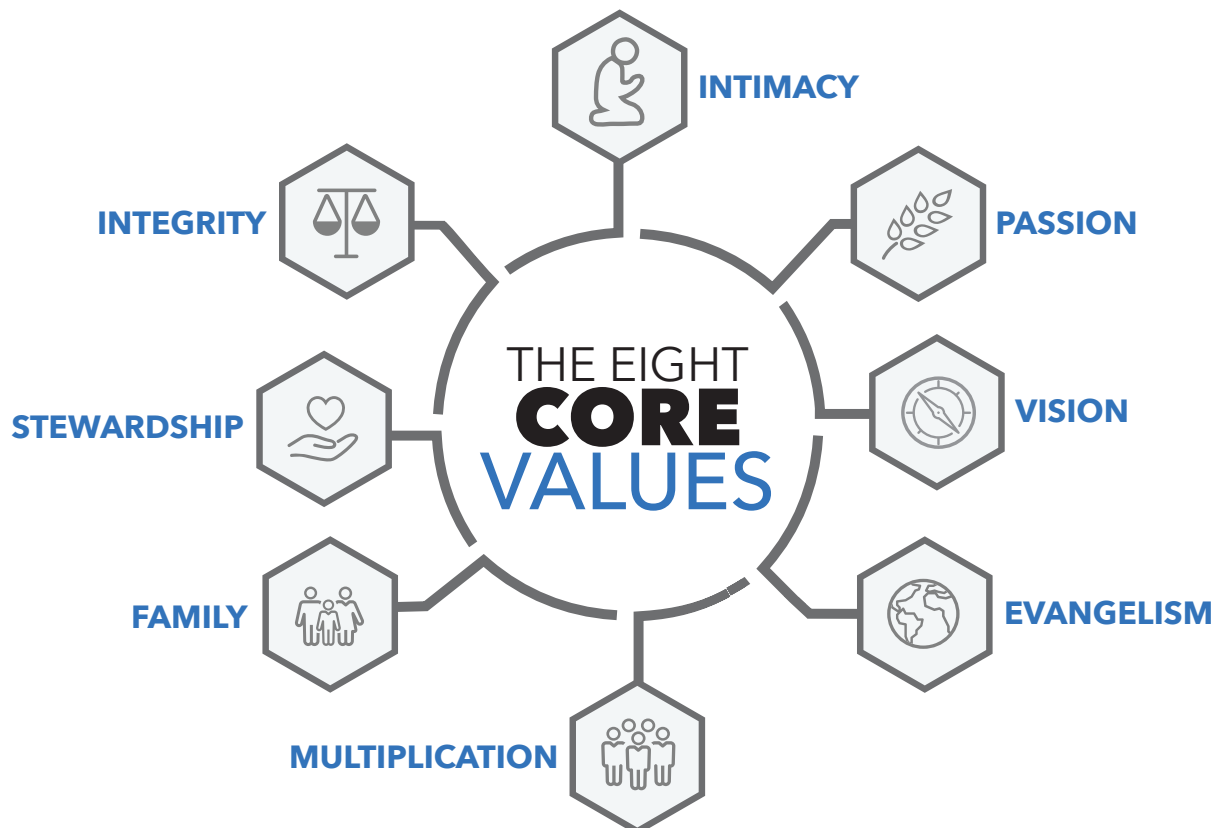 INTIMACY
PASSION
INTEGRITY
THE EIGHT
CORE
VALUES
VISION
STEWARDSHIP
EVANGELISM
FAMILY
MULTIPLICATION